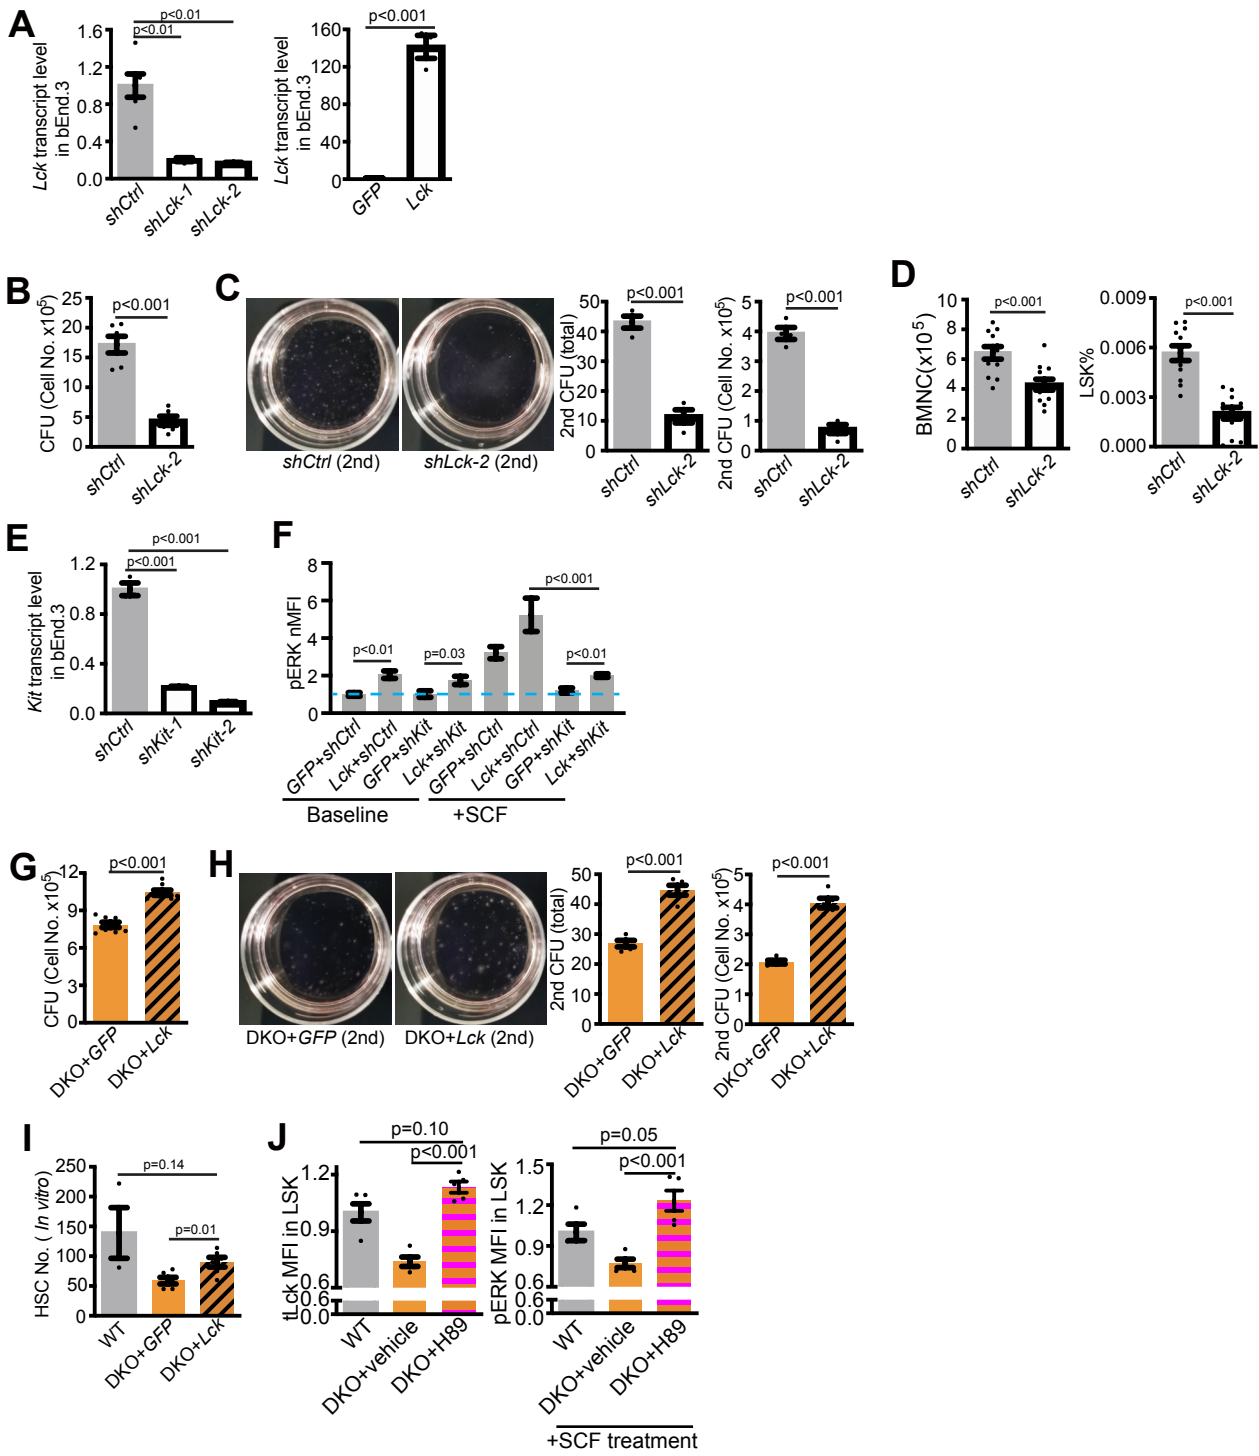 A
Lck transcript level
in bEnd.3
1.6
1.2
0.8
0.4
0.0
p<0.01
p<0.01
shCtrl
shLck-1
shLck-2
Lck transcript level
in bEnd.3
160
120
80
40
0
p<0.001
GFP
Lck
B
CFU (Cell No. x10⁵)
25
20
15
10
5
0
p<0.001
shCtrl
shLck-2
C
shCtrl (2nd)
shLck-2 (2nd)
2nd CFU (total)
50
40
30
20
10
0
p<0.001
shCtrl
shLck-2
2nd CFU (Cell No. x10⁵)
5
4
3
2
1
0
p<0.001
shCtrl
shLck-2
D
BMNC(x10⁵)
10
8
6
4
2
0
p<0.001
shCtrl
shLck-2
LSK%
0.009
0.006
0.003
0.000
p<0.001
shCtrl
shLck-2
E
Kit transcript level
in bEnd.3
1.2
0.8
0.4
0.0
p<0.001
p<0.001
shCtrl
shKit-1
shKit-2
F
pERK nMFI
8
6
4
2
0
p<0.01
p=0.03
p<0.001
p<0.01
GFP+shCtrl
Lck+shCtrl
GFP+shKit
Lck+shKit
GFP+shCtrl
Lck+shCtrl
GFP+shKit
Lck+shKit
Baseline
+SCF
G
CFU (Cell No. x10⁵)
12
9
6
3
0
p<0.001
DKO+GFP
DKO+Lck
H
DKO+GFP (2nd)
DKO+Lck (2nd)
2nd CFU (total)
50
40
30
20
10
0
p<0.001
DKO+GFP
DKO+Lck
2nd CFU (Cell No. x10⁵)
5
4
3
2
1
0
p<0.001
DKO+GFP
DKO+Lck
I
HSC No. ( In vitro)
250
200
150
100
50
0
p=0.14
p=0.01
WT
DKO+GFP
DKO+Lck
J
tLck MFI in LSK
1.2
0.9
0.6
0.6
0.0
p=0.10
p<0.001
WT
DKO+vehicle
DKO+H89
pERK MFI in LSK
1.5
1.2
0.9
0.6
0.6
0.0
p=0.05
p<0.001
WT
DKO+vehicle
DKO+H89
+SCF treatment